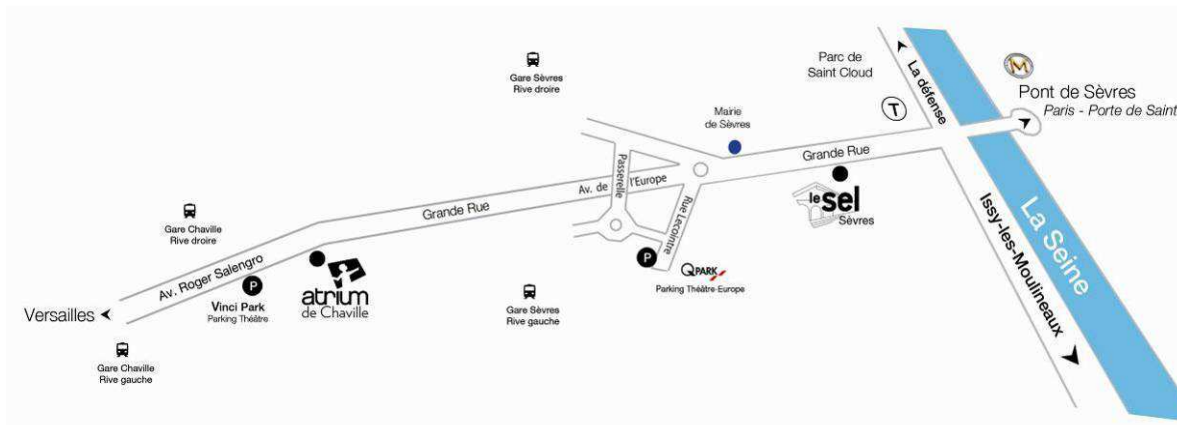 Gare Sèvres
Rive droire
Parc de
Saint Cloud
La défense
M
Pont de Sèvres
Paris - Porte de Saint
T
Mairie
de Sèvres
Grande Rue
Passerelle
Av. de l'Europe
Rue Lecointre
le sel
Sèvres
Grande Rue
Gare Chaville
Rive droire
Av. Roger Salengro
P
Vinci Park
Parking Théâtre
atrium
de Chaville
P
QPARK
Parking Théâtre-Europe
Gare Sèvres
Rive gauche
Versailles
Gare Chaville
Rive gauche
Issy-les-Moulineaux
La Seine